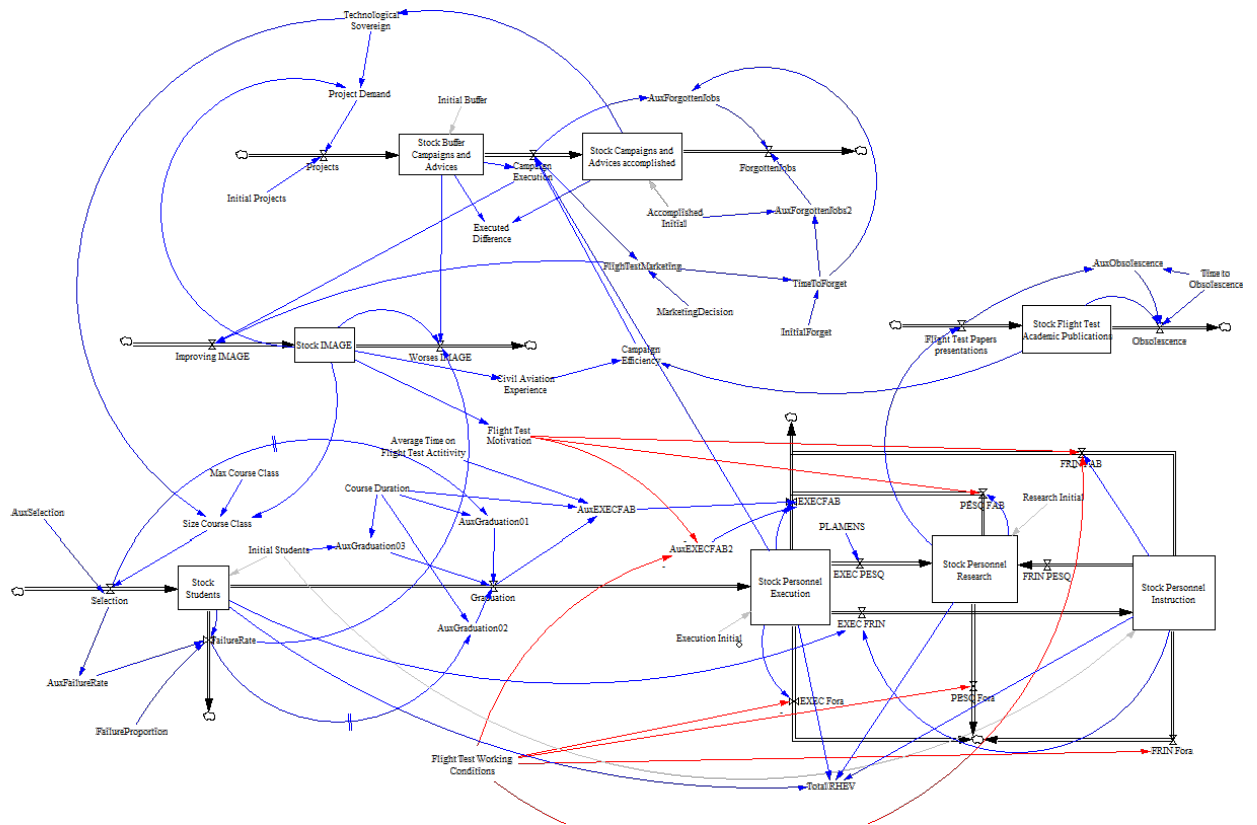 Technological
Sovereign
Project Demand
Initial Buffer
AuxForgottenJobs
Stock Buffer
Campaigns and
Advices
Stock Campaigns and
Advices accomplished
Projects
Campaign
Execution
ForgottenJobs
Initial Projects
Accomplished
Initial
AuxForgottenJobs2
Executed
Difference
FlighTestMarketing
AuxObsolescence
Time to
Obsolescence
TimeToForget
MarketingDecision
InitialForget
Stock IMAGE
Improving IMAGE
Worses IMAGE
Campaign
Efficiency
Flight Test Papers
presentations
Stock Flight Test
Academic Publications
Obsolescence
Civil Aviation
Experience
Flight Test
Motivation
Average Time on
Flight Test Actitivity
FRIN FAB
Max Course Class
Course Duration
AuxSelection
Size Course Class
AuxGraduation01
AuxEXECFAB
EXECFAB
PESQ FAB
Research Initial
PLAMENS
Initial Students
AuxGraduation03
AuxEXECFAB2
Stock
Students
Selection
Graduation
Stock Personnel
Execution
EXEC PESQ
Stock Personnel
Research
FRIN PESQ
Stock Personnel
Instruction
FailureRate
AuxGraduation02
Execution Initial
EXEC FRIN
AuxFailureRate
FailureProportion
EXEC Fora
PESQ Fora
Flight Test Working
Conditions
FRIN Fora
Total RHEV